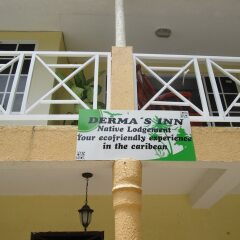 DERMA´S INN
Native Lodgement
Your ecofriendly experience
in the caribean